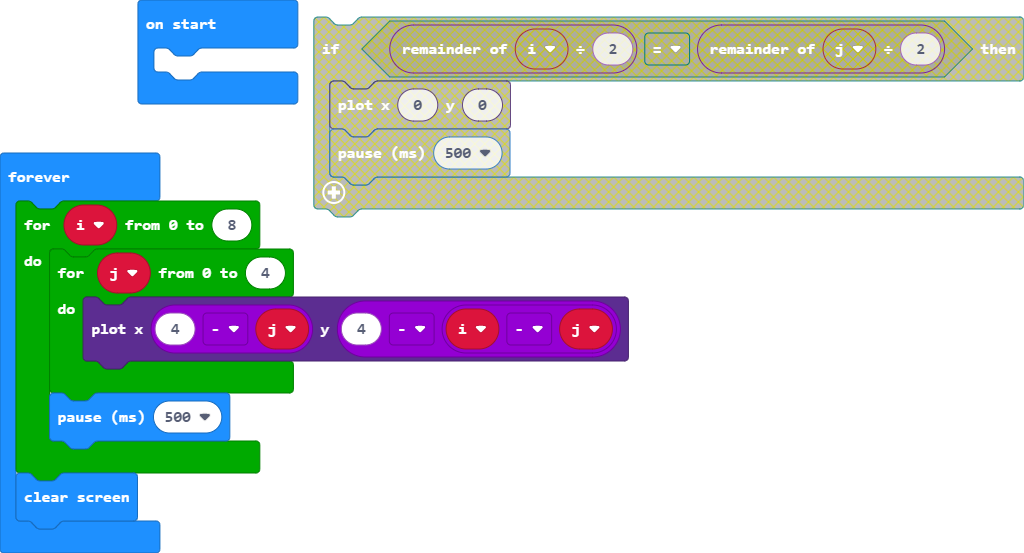 on start
if remainder of i ÷ 2 = remainder of j ÷ 2 then
plot x 0 y 0
pause (ms) 500
forever
for i from 0 to 8
do
for j from 0 to 4
do
plot x 4 - j y 4 - i - j
pause (ms) 500
clear screen